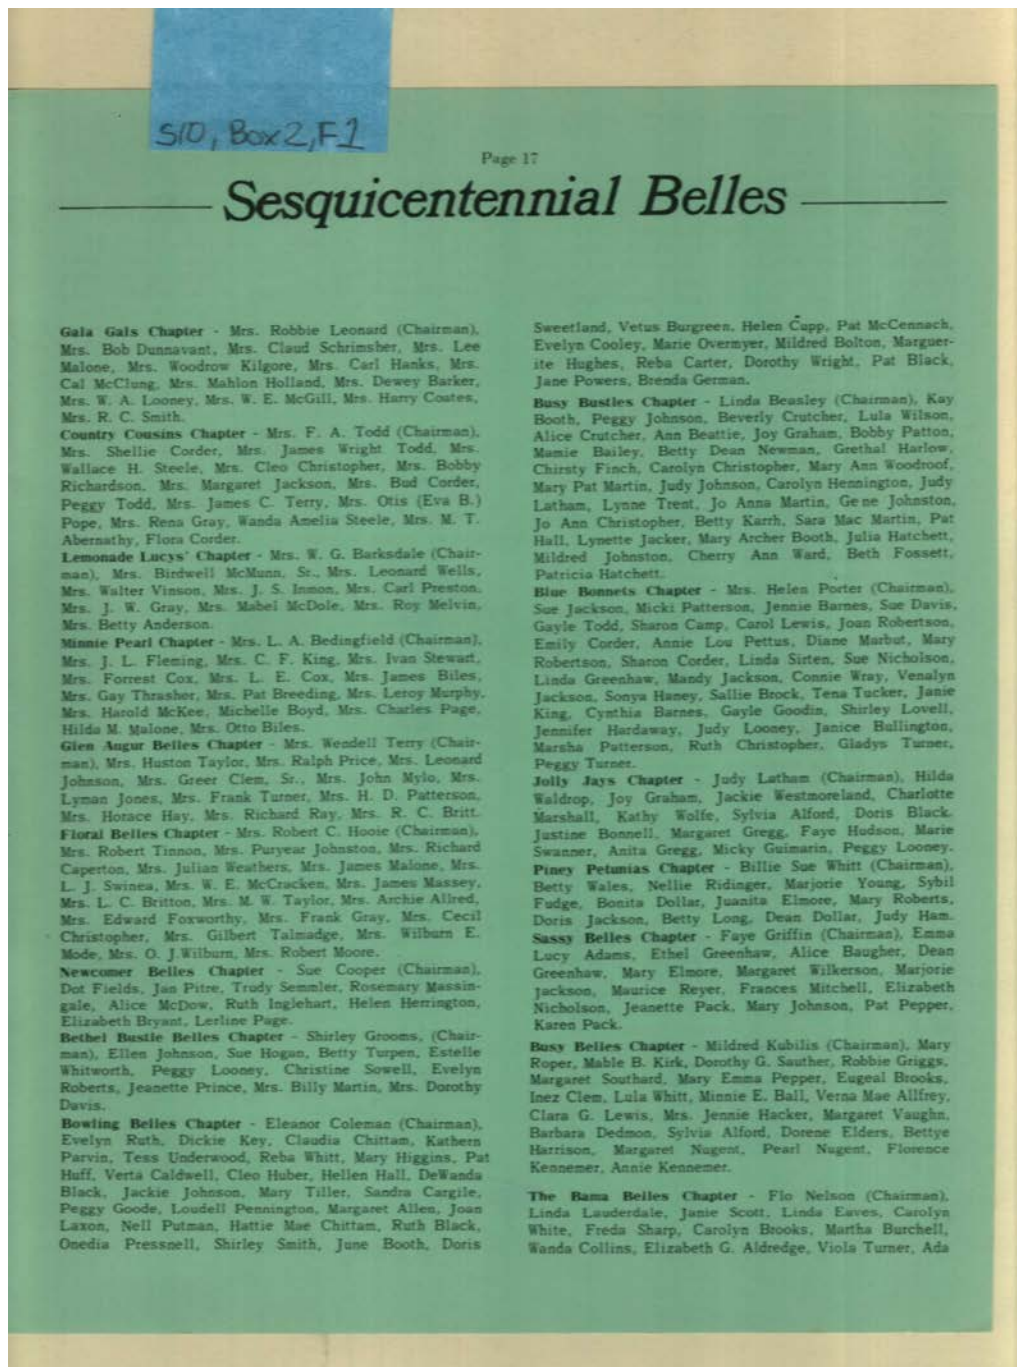 S10, Box 2, F1
Page 17
Sesquicentennial Belles
Gala Gals Chapter - Mrs. Robbie Leonard (Chairman),
Mrs. Bob Dunnavant, Mrs. Claud Schrimsher, Mrs. Lee
Malone, Mrs. Woodrow Kilgore, Mrs. Carl Hanks, Mrs.
Cal McClung, Mrs. Mahlon Holland, Mrs. Dewey Barker,
Mrs. W. A. Looney, Mrs. W. E. McGill, Mrs. Harry Coates,
Mrs. R. C. Smith.
Country Cousins Chapter - Mrs. F. A. Todd (Chairman),
Mrs. Shellie Corder, Mrs. James Wright Todd, Mrs.
Wallace H. Steele, Mrs. Cleo Christopher, Mrs. Bobby
Richardson, Mrs. Margaret Jackson, Mrs. Bud Corder,
Peggy Todd, Mrs. James C. Terry, Mrs. Otis (Eva B.)
Pope, Mrs. Rena Gray, Wanda Amelia Steele, Mrs. M. T.
Abernathy, Flora Corder.
Lemonade Lucys' Chapter - Mrs. W. G. Barksdale (Chair-
man), Mrs. Birdwell McMunn, Sr., Mrs. Leonard Wells,
Mrs. Walter Vinson, Mrs. J. S. Inmon, Mrs. Carl Preston,
Mrs. J. W. Gray, Mrs. Mabel McDole, Mrs. Roy Melvin,
Mrs. Betty Anderson.
Minnie Pearl Chapter - Mrs. L. A. Bedingfield (Chairman),
Mrs. J. L. Fleming, Mrs. C. F. King, Mrs. Ivan Stewart,
Mrs. Forrest Cox, Mrs. L. E. Cox, Mrs. James Biles,
Mrs. Gay Thrasher, Mrs. Pat Breeding, Mrs. Leroy Murphy,
Mrs. Harold McKee, Michelle Boyd, Mrs. Charles Page,
Hilda M. Malone, Mrs. Otto Biles.
Glen Augur Belles Chapter - Mrs. Wendell Terry (Chair-
man), Mrs. Huston Taylor, Mrs. Ralph Price, Mrs. Leonard
Johnson, Mrs. Greer Clem, Sr., Mrs. John Mylo, Mrs.
Lyman Jones, Mrs. Frank Turner, Mrs. H. D. Patterson,
Mrs. Horace Hay, Mrs. Richard Ray, Mrs. R. C. Britt.
Floral Belles Chapter - Mrs. Robert C. Hooie (Chairman),
Mrs. Robert Tinnon, Mrs. Puryear Johnston, Mrs. Richard
Caperton, Mrs. Julian Weathers, Mrs. James Malone, Mrs.
L. J. Swinea, Mrs. W. E. McCracken, Mrs. James Massey,
Mrs. L. C. Britton, Mrs. M. W. Taylor, Mrs. Archie Allred,
Mrs. Edward Foxworthy, Mrs. Frank Gray, Mrs. Cecil
Christopher, Mrs. Gilbert Talmadge, Mrs. Wilburn E.
Mode, Mrs. O. J.Wilburn, Mrs. Robert Moore.
Newcomer Belles Chapter - Sue Cooper (Chairman),
Dot Fields, Jan Pitre, Trudy Semmler, Rosemary Massin-
gale, Alice McDow, Ruth Inglehart, Helen Herrington,
Elizabeth Bryant, Lerline Page.
Bethel Bustle Belles Chapter - Shirley Grooms, (Chair-
man), Ellen Johnson, Sue Hogan, Betty Turpen, Estelle
Whitworth, Peggy Looney, Christine Sowell, Evelyn
Roberts, Jeanette Prince, Mrs. Billy Martin, Mrs. Dorothy
Davis.
Bowling Belles Chapter - Eleanor Coleman (Chairman),
Evelyn Ruth, Dickie Key, Claudia Chittam, Kathern
Parvin, Tess Underwood, Reba Whitt, Mary Higgins, Pat
Huff, Verta Caldwell, Cleo Huber, Hellen Hall, DeWanda
Black, Jackie Johnson, Mary Tiller, Sandra Cargile,
Peggy Goode, Loudell Pennington, Margaret Allen, Joan
Laxon, Nell Putman, Hattie Mae Chittam, Ruth Black,
Onedia Pressnell, Shirley Smith, June Booth, Doris
Sweetland, Vetus Burgreen, Helen Cupp, Pat McCennach,
Evelyn Cooley, Marie Overmyer, Mildred Bolton, Marguer-
ite Hughes, Reba Carter, Dorothy Wright, Pat Black,
Jane Powers, Brenda German.
Busy Bustles Chapter - Linda Beasley (Chairman), Kay
Booth, Peggy Johnson, Beverly Crutcher, Lula Wilson,
Alice Crutcher, Ann Beattie, Joy Graham, Bobby Patton,
Mamie Bailey, Betty Dean Newman, Grethal Harlow,
Chirsty Finch, Carolyn Christopher, Mary Ann Woodroof,
Mary Pat Martin, Judy Johnson, Carolyn Hennington, Judy
Latham, Lynne Trent, Jo Anna Martin, Gene Johnston,
Jo Ann Christopher, Betty Karrh, Sara Mac Martin, Pat
Hall, Lynette Jacker, Mary Archer Booth, Julia Hatchett,
Mildred Johnston, Cherry Ann Ward, Beth Fossett,
Patricia Hatchett.
Blue Bonnets Chapter - Mrs. Helen Porter (Chairman),
Sue Jackson, Micki Patterson, Jennie Barnes, Sue Davis,
Gayle Todd, Sharon Camp, Carol Lewis, Joan Robertson,
Emily Corder, Annie Lou Pettus, Diane Marbut, Mary
Robertson, Sharon Corder, Linda Sirten, Sue Nicholson,
Linda Greenhaw, Mandy Jackson, Connie Wray, Venalyn
Jackson, Sonya Haney, Sallie Brock, Tena Tucker, Janie
King, Cynthia Barnes, Gayle Goodin, Shirley Lovell,
Jennifer Hardaway, Judy Looney, Janice Bullington,
Marsha Patterson, Ruth Christopher, Gladys Turner,
Peggy Turner.
Jolly Jays Chapter - Judy Latham (Chairman), Hilda
Waldrop, Joy Graham, Jackie Westmoreland, Charlotte
Marshall, Kathy Wolfe, Sylvia Alford, Doris Black,
Justine Bonnell, Margaret Gregg, Faye Hudson, Marie
Swanner, Anita Gregg, Micky Guimarin, Peggy Looney.
Piney Petunias Chapter - Billie Sue Whitt (Chairman),
Betty Wales, Nellie Ridinger, Marjorie Young, Sybil
Fudge, Bonita Dollar, Juanita Elmore, Mary Roberts,
Doris Jackson, Betty Long, Dean Dollar, Judy Ham.
Sassy Belles Chapter - Faye Griffin (Chairman), Emma
Lucy Adams, Ethel Greenhaw, Alice Baugher, Dean
Greenhaw, Mary Elmore, Margaret Wilkerson, Marjorie
Jackson, Maurice Reyer, Frances Mitchell, Elizabeth
Nicholson, Jeanette Pack, Mary Johnson, Pat Pepper,
Karen Pack.
Busy Belles Chapter - Mildred Kubilis (Chairman), Mary
Roper, Mable B. Kirk, Dorothy G. Sauther, Robbie Griggs,
Margaret Southard, Mary Emma Pepper, Eugeal Brooks,
Inez Clem, Lula Whitt, Minnie E. Ball, Verna Mae Allfrey,
Clara G. Lewis, Mrs. Jennie Hacker, Margaret Vaughn,
Barbara Dedmon, Sylvia Alford, Dorene Elders, Bettye
Harrison, Margaret Nugent, Pearl Nugent, Florence
Kennemer, Annie Kennemer.
The Bama Belles Chapter - Flo Nelson (Chairman),
Linda Lauderdale, Janie Scott, Linda Eaves, Carolyn
White, Freda Sharp, Carolyn Brooks, Martha Burchell,
Wanda Collins, Elizabeth G. Aldredge, Viola Turner, Ada